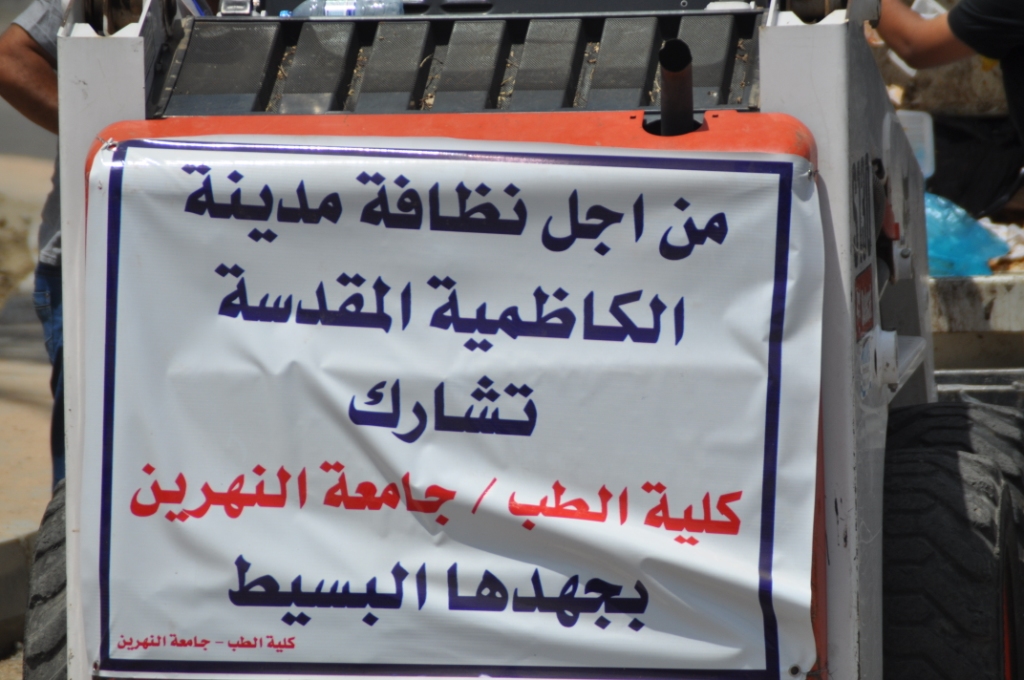 من اجل نظافة مدينة
الكاظمية المقدسة
تشارك
كلية الطب / جامعة النهرين
بجهدها البسيط
كلية الطب - جامعة النهرين